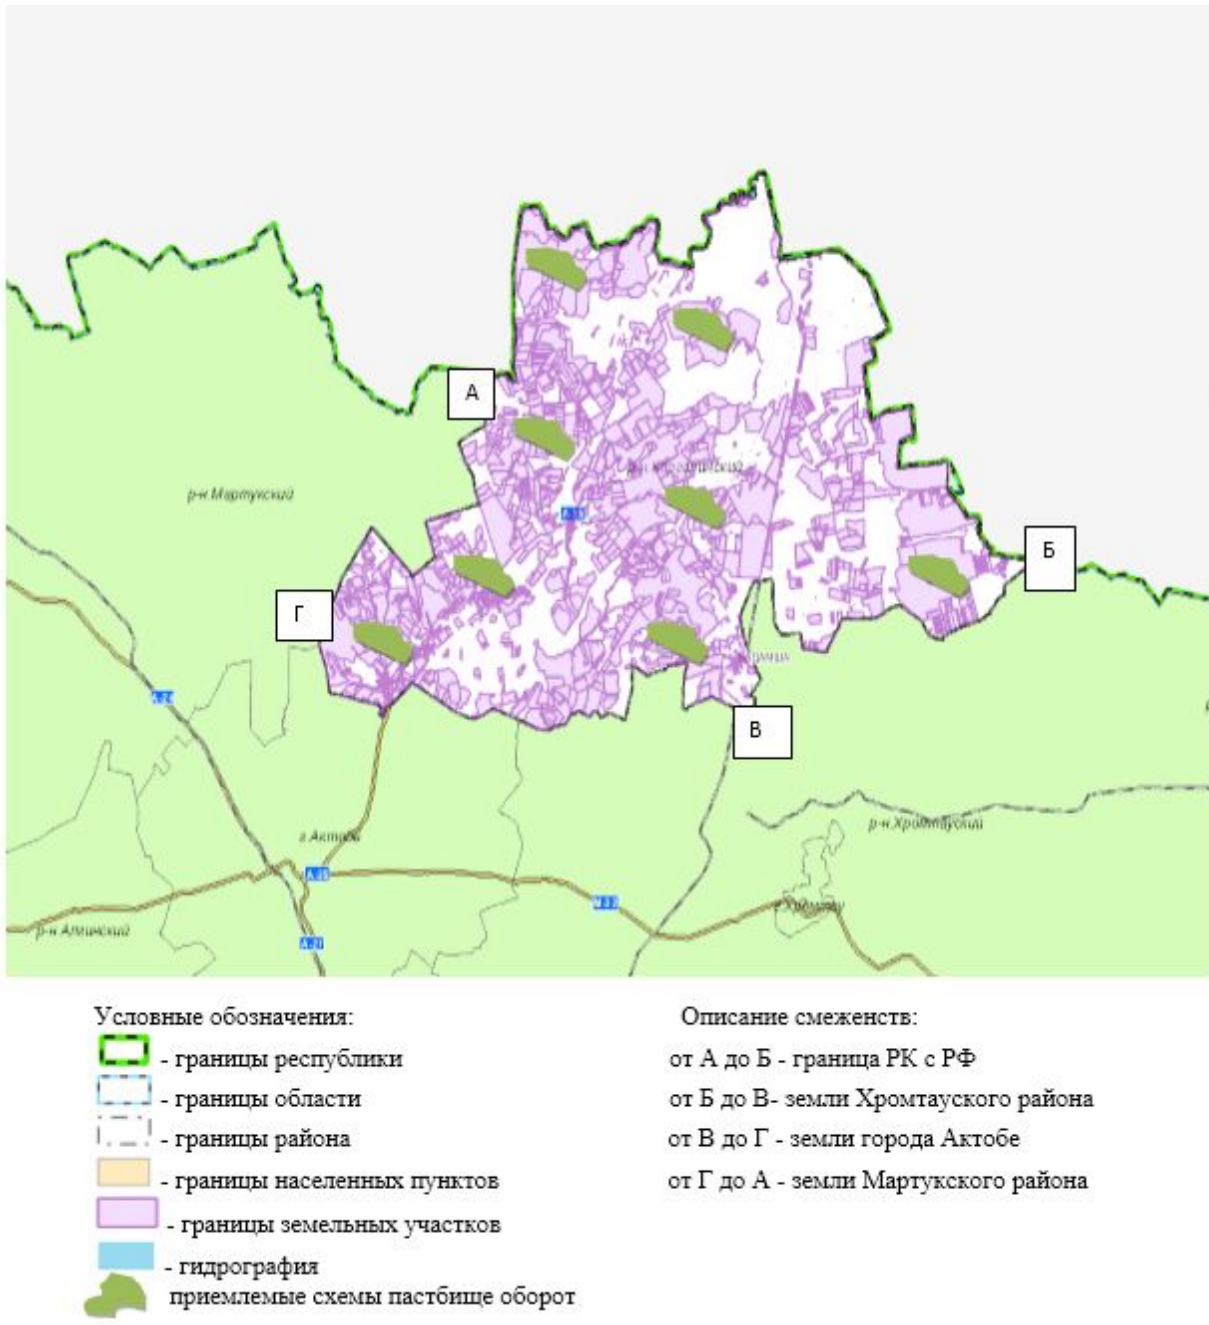 А
р-н Мартукский
Б
Г
В
г.Актобе
р-н Хромтауский
р-н Алгинский
Условные обозначения:
- границы республики
- границы области
- границы района
- границы населенных пунктов
- границы земельных участков
- гидрография
приемлемые схемы пастбище оборот
Описание смеженств:
от А до Б - граница РК с РФ
от Б до В- земли Хромтауского района
от В до Г - земли города Актобе
от Г до А - земли Мартукского района